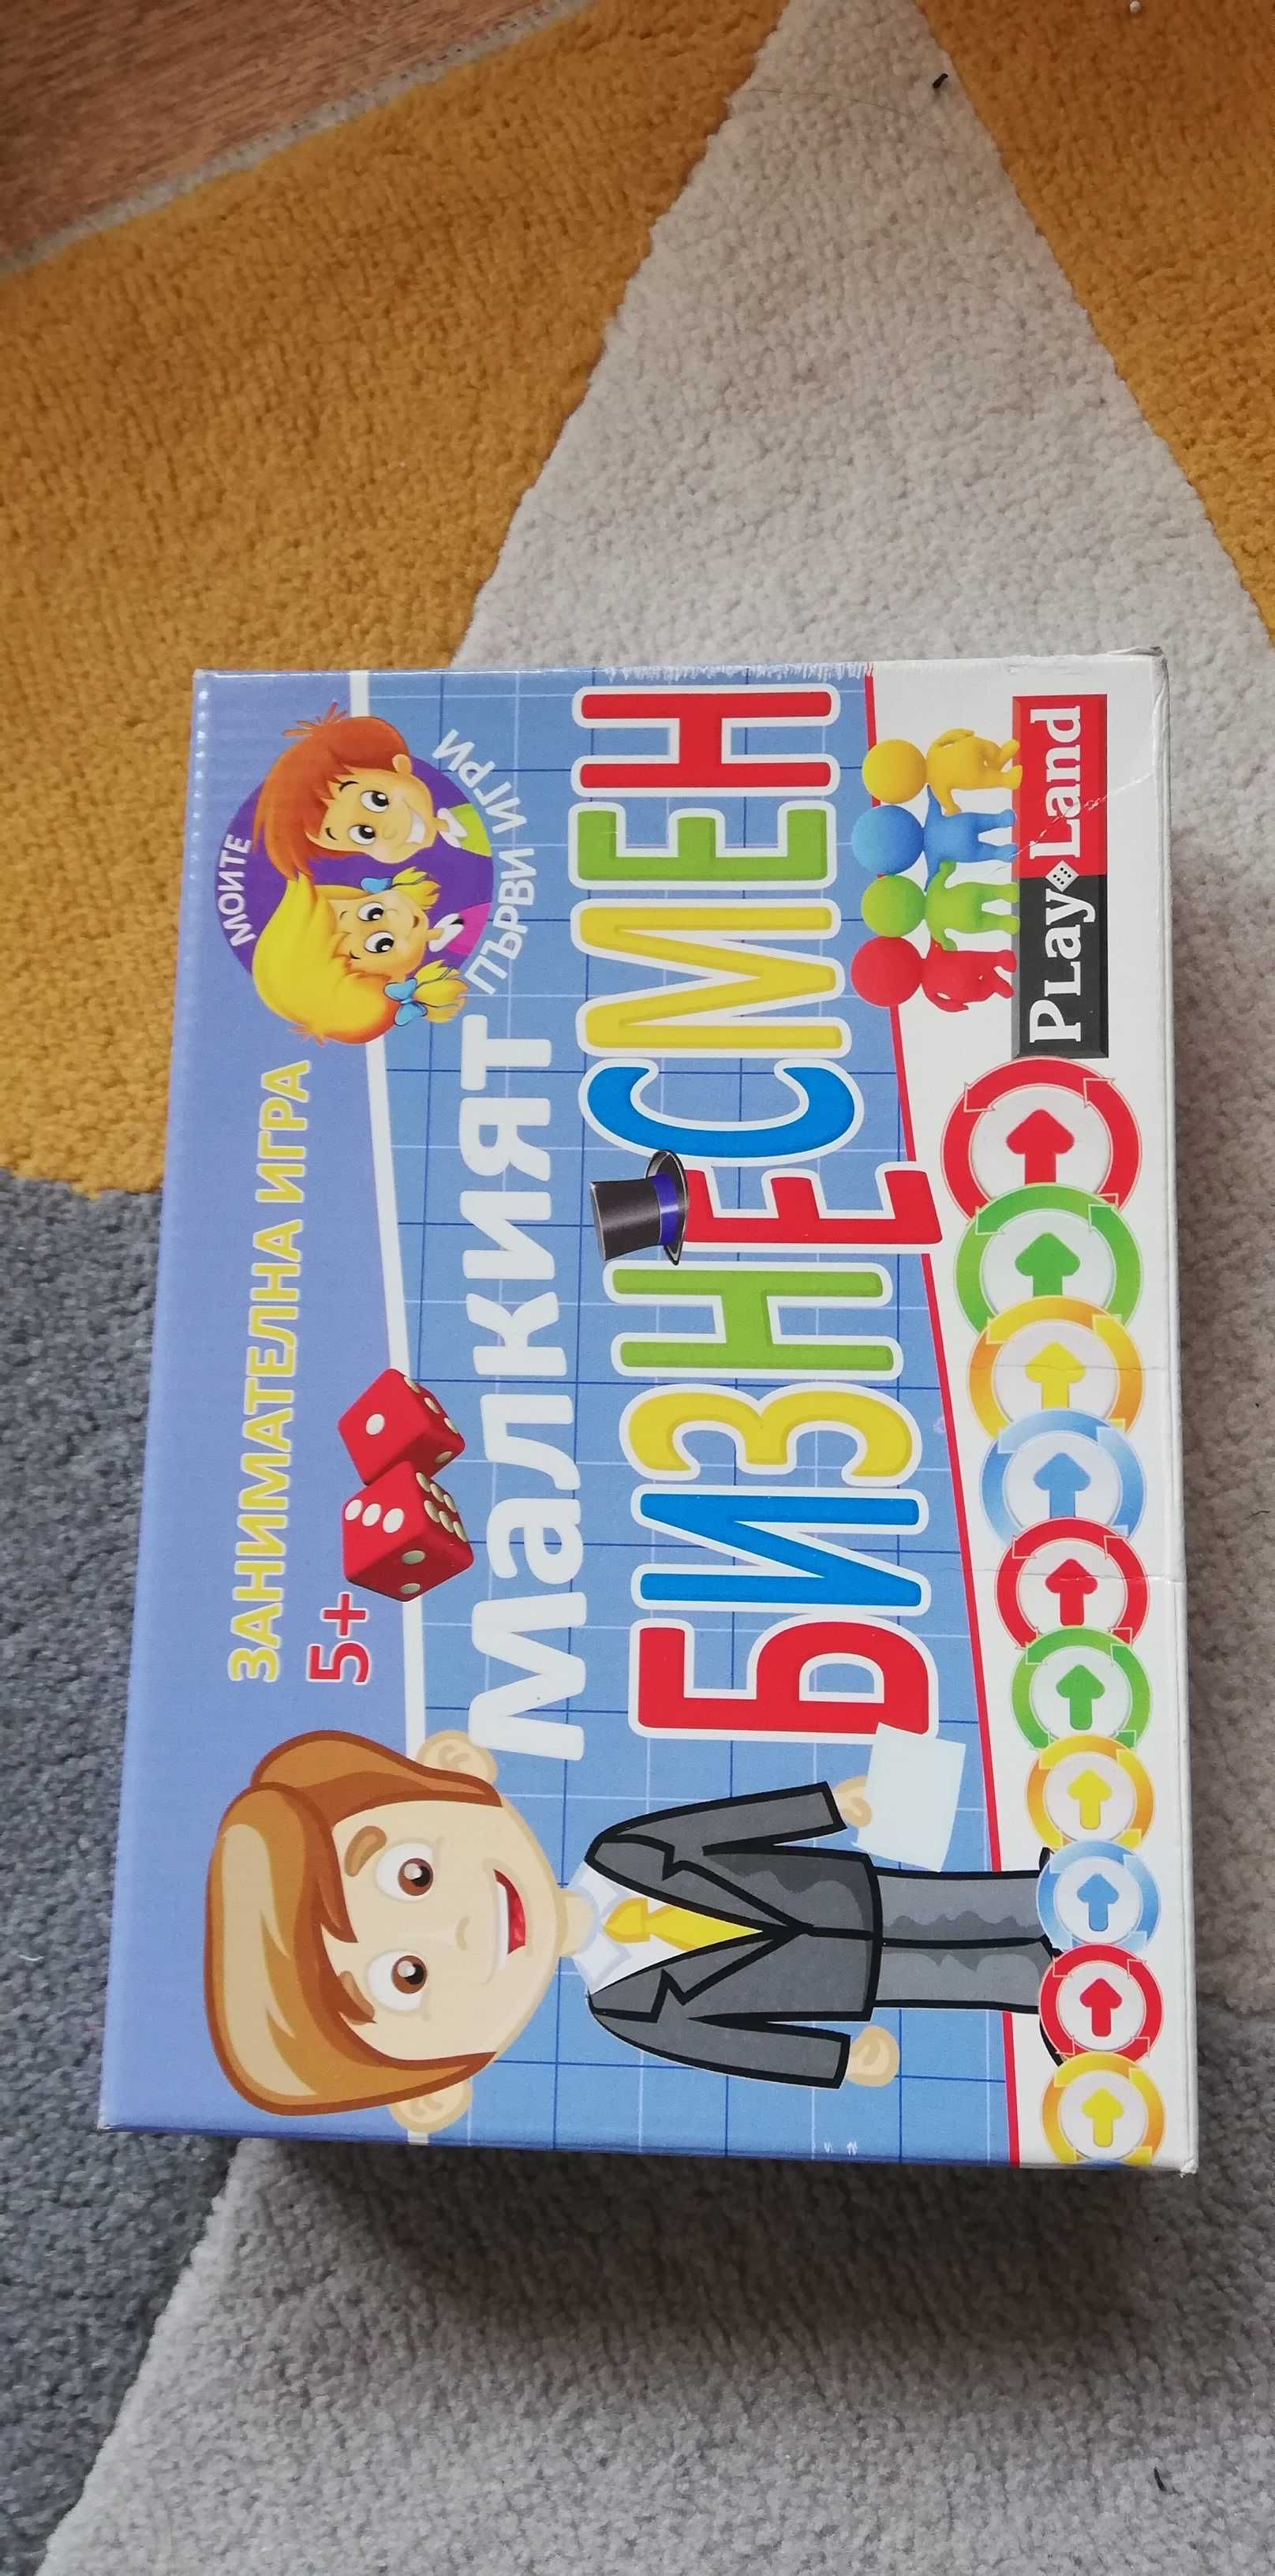 ЗАНИМАТЕЛНА ИГРА
5+
МОИТЕ
ПЪРВИ ИГРИ
Малкият
БИЗНЕСМЕН
PLay Land